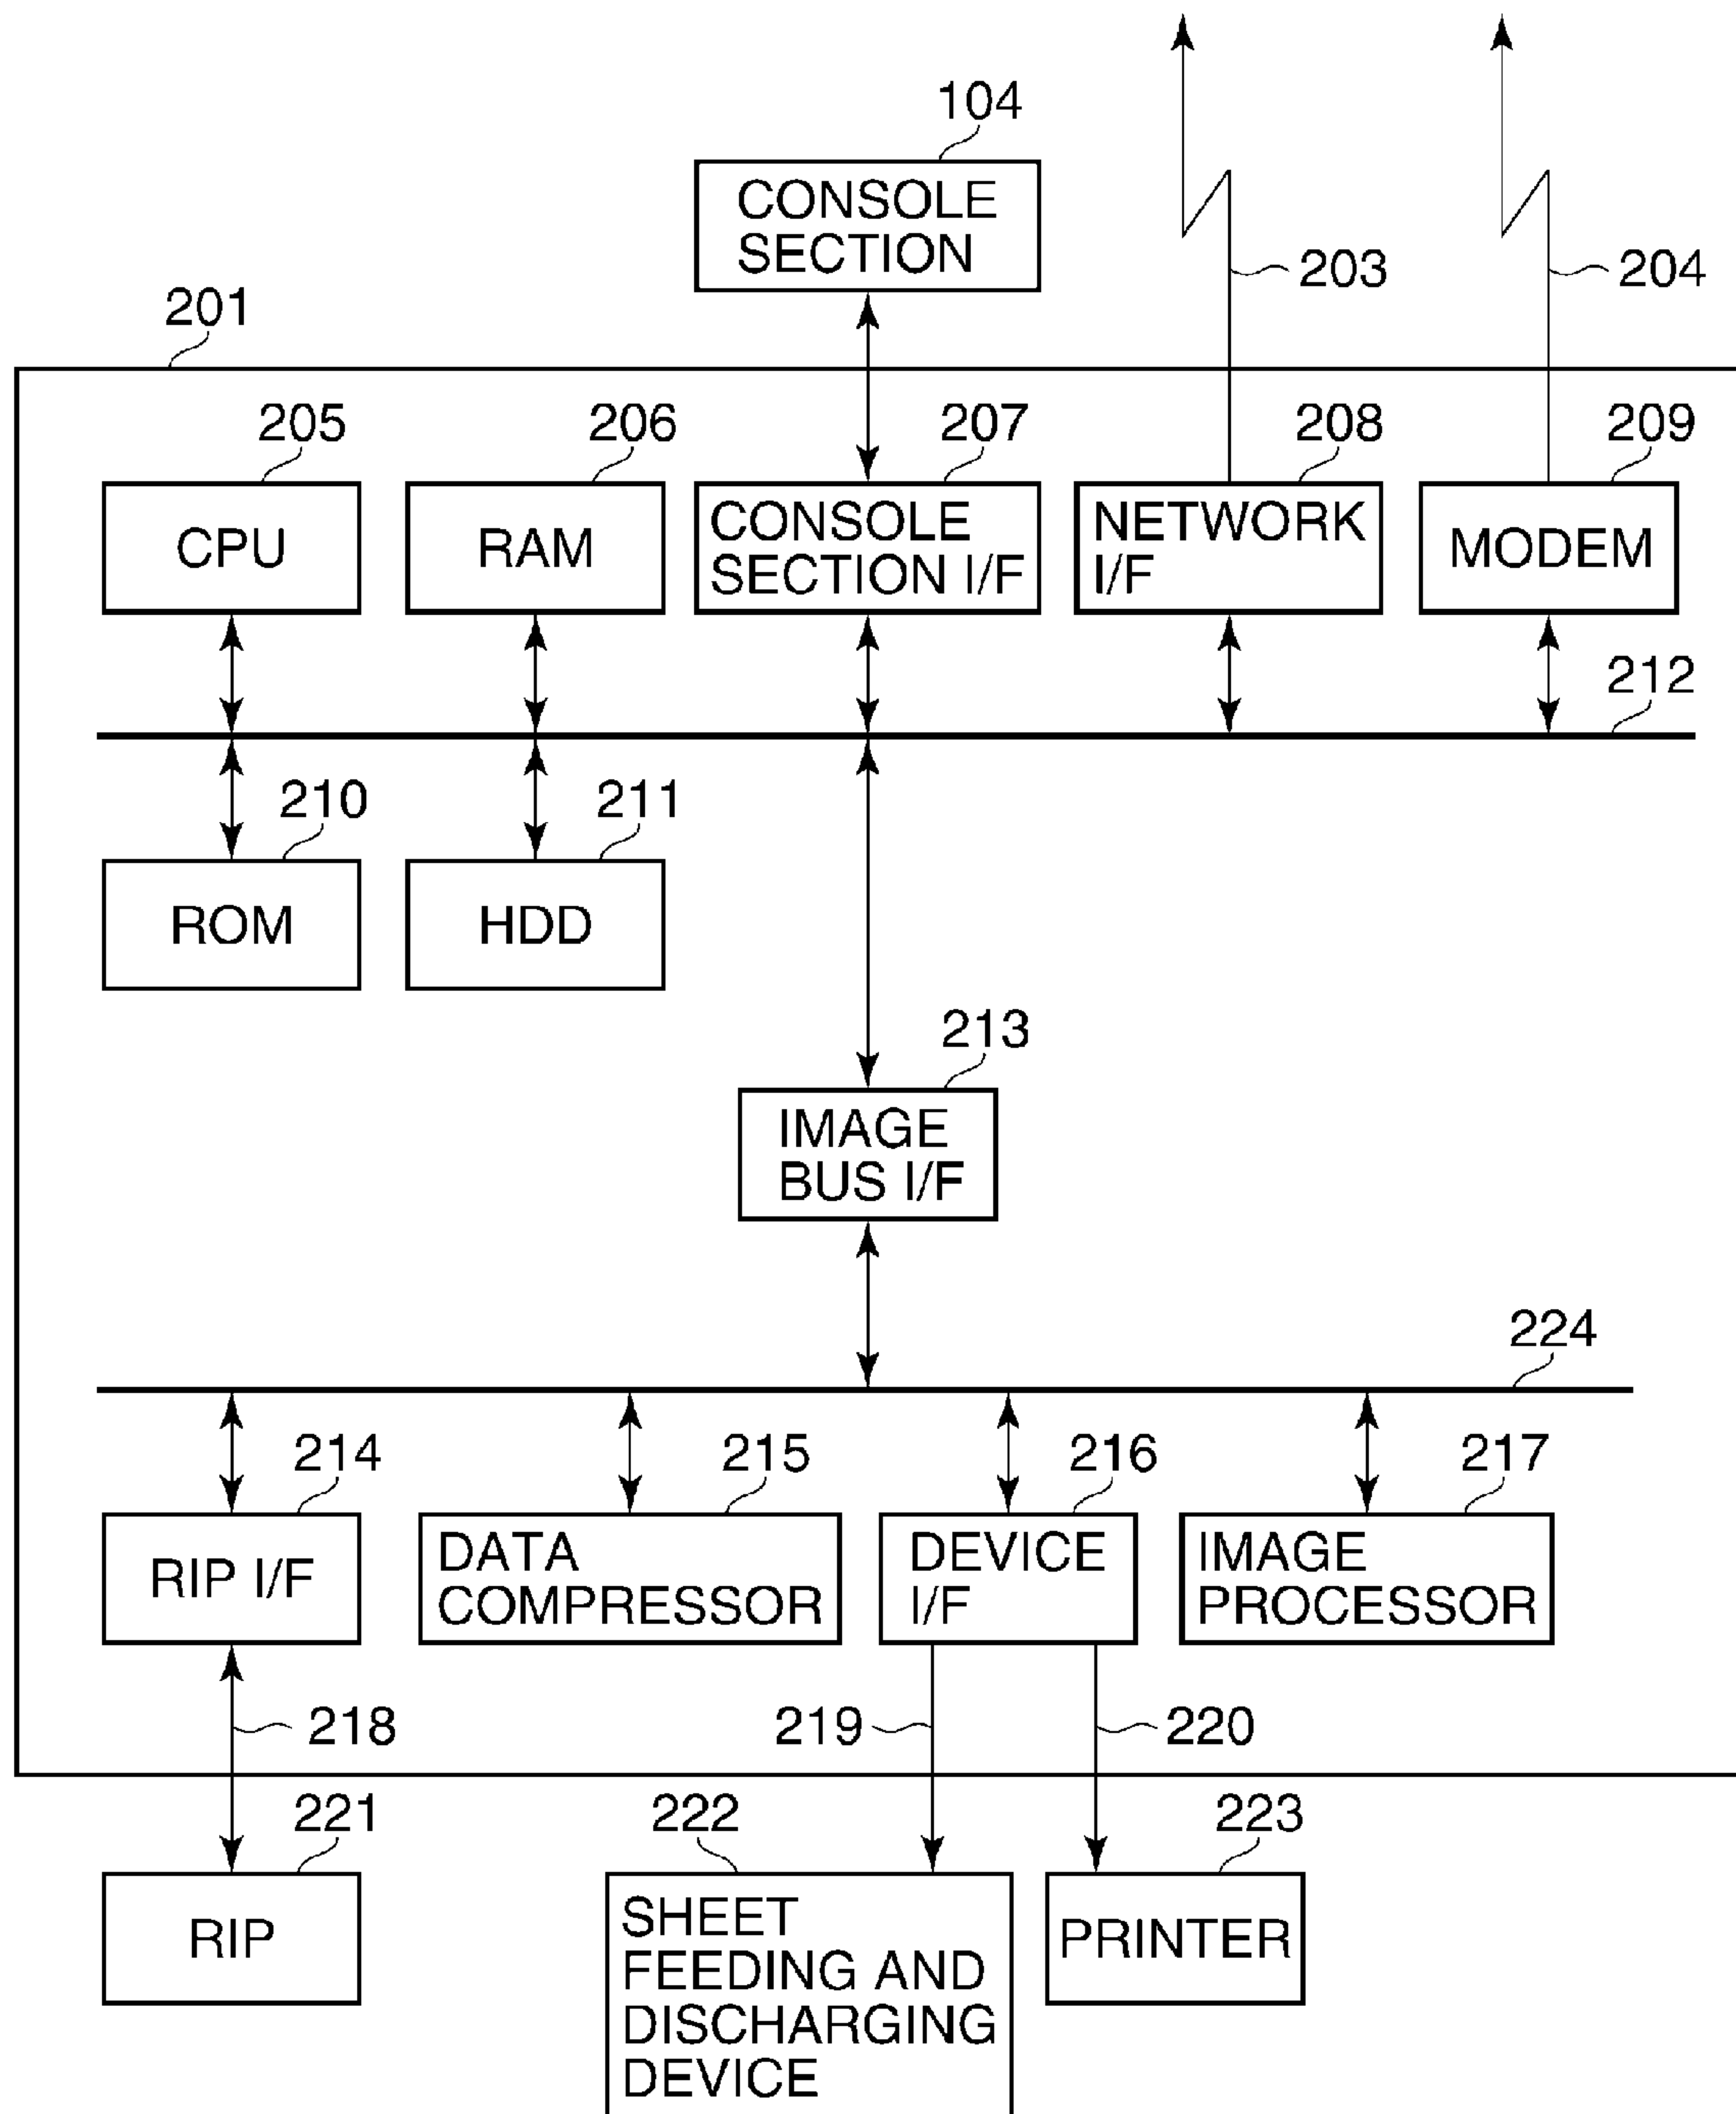 104
CONSOLE
SECTION
203
204
201
205
206
207
208
209
CPU
RAM
CONSOLE
SECTION I/F
NETWORK
I/F
MODEM
212
210
211
ROM
HDD
213
IMAGE
BUS I/F
224
214
215
216
217
RIP I/F
DATA
COMPRESSOR
DEVICE
I/F
IMAGE
PROCESSOR
218
219
220
221
222
223
RIP
SHEET
FEEDING AND
DISCHARGING
DEVICE
PRINTER